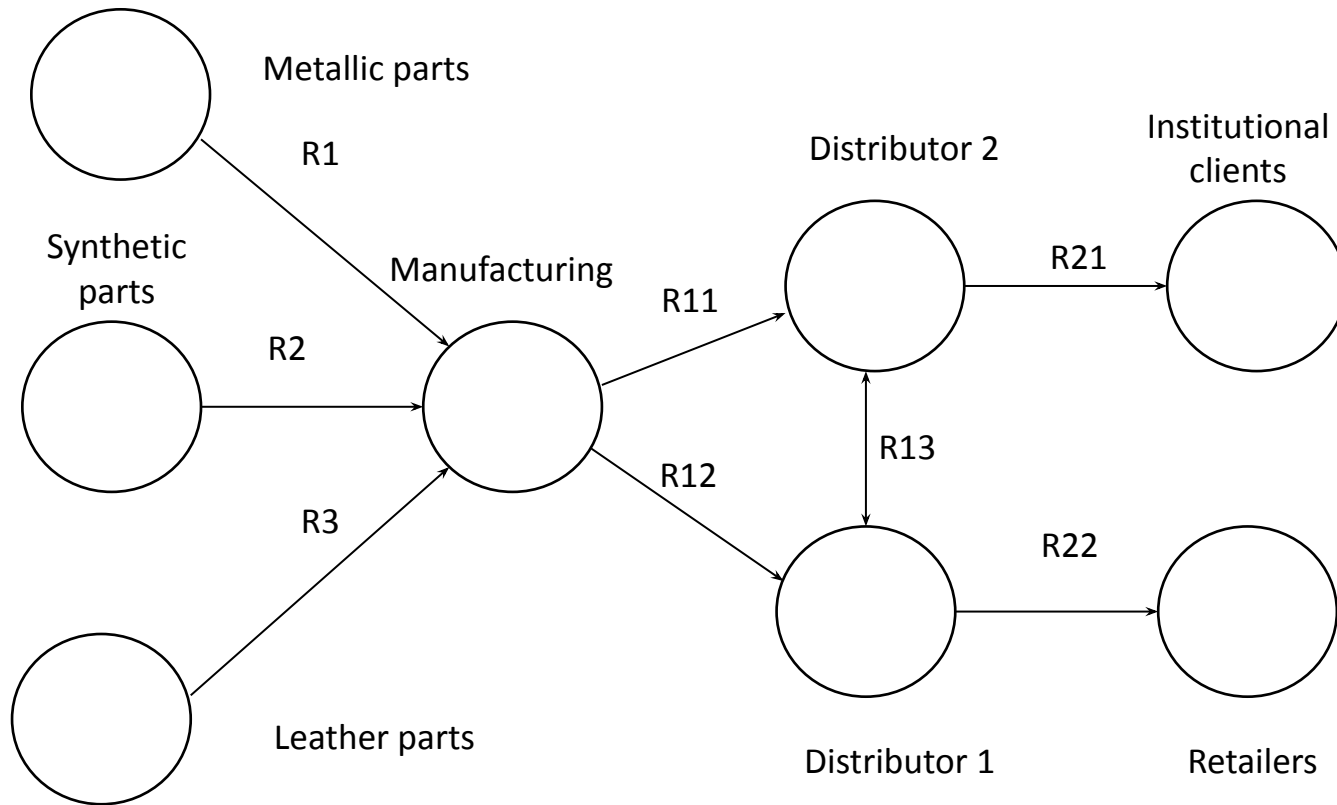 Metallic parts
R1
Synthetic
parts
R2
R3
Leather parts
Manufacturing
R11
R12
Distributor 2
R13
Distributor 1
R21
R22
Institutional
clients
Retailers